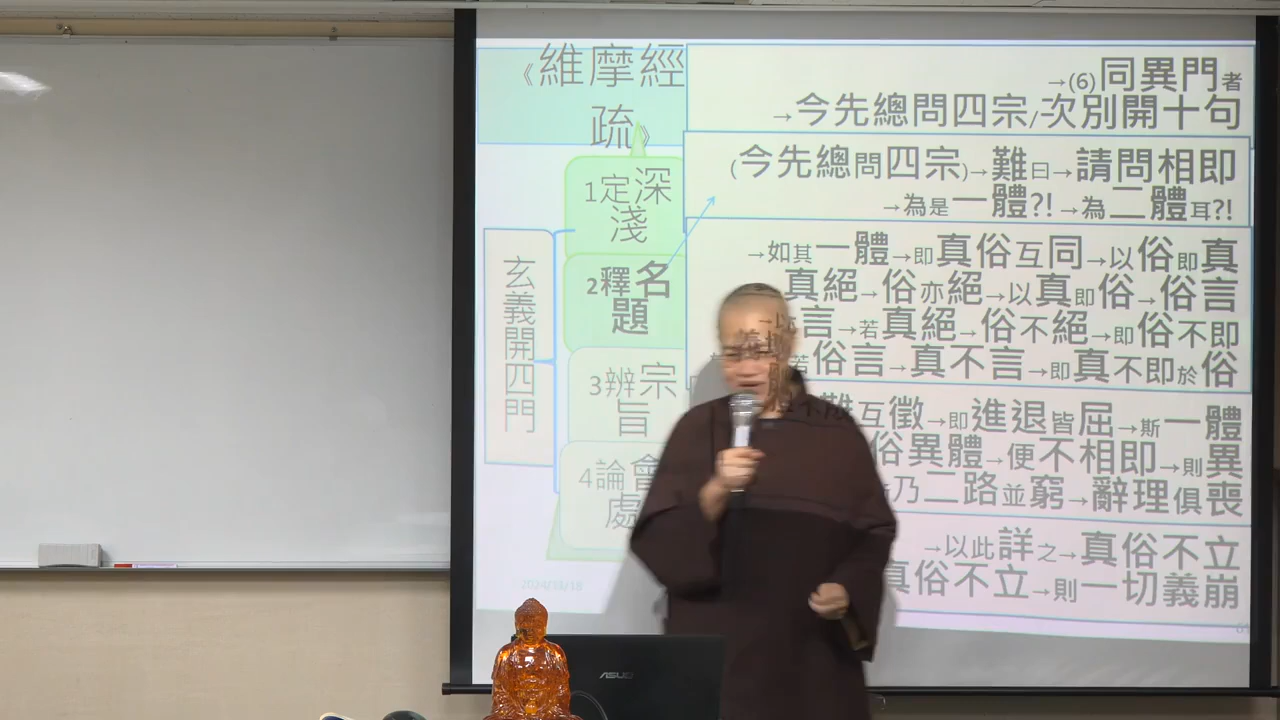 《維摩經
疏》
玄義開四門
1定深
淺
2釋名
題
3辨宗
旨
4論會
處
→(6)同異門者
→今先總問四宗/次別開十句
(今先總問四宗)→難曰→請問相即
→為是一體?! →為二體耳?!
→如其一體→即真俗互同→以俗即真
真絕→俗亦絕→以真即俗→俗言
言→若真絕→俗不絕→即俗不即
若俗言→真不言→即真不即於俗
互徵→即進退皆屈→斯一體
俗異體→便不相即→則異
乃二路並窮→辭理俱喪
→以此詳之→真俗不立
真俗不立→則一切義崩
ASUS